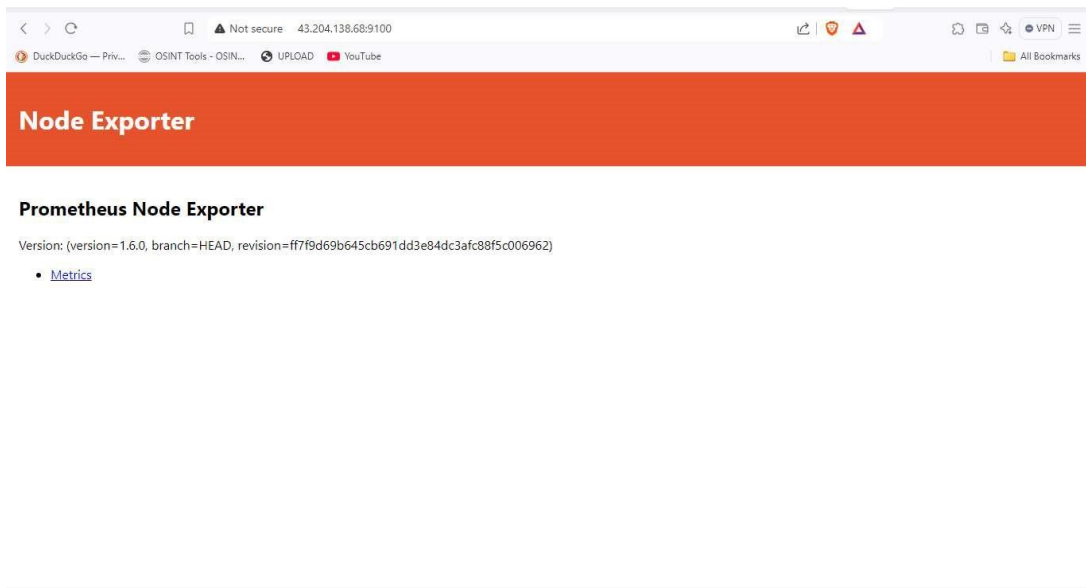 Not secure 43.204.138.68:9100
VPN
DuckDuckGo — Priv... OSINT Tools - OSIN... UPLOAD YouTube
All Bookmarks
Node Exporter
Prometheus Node Exporter
Version: (version=1.6.0, branch=HEAD, revision=ff7f9d69b645cb691dd3e84dc3afc88f5c006962)
Metrics